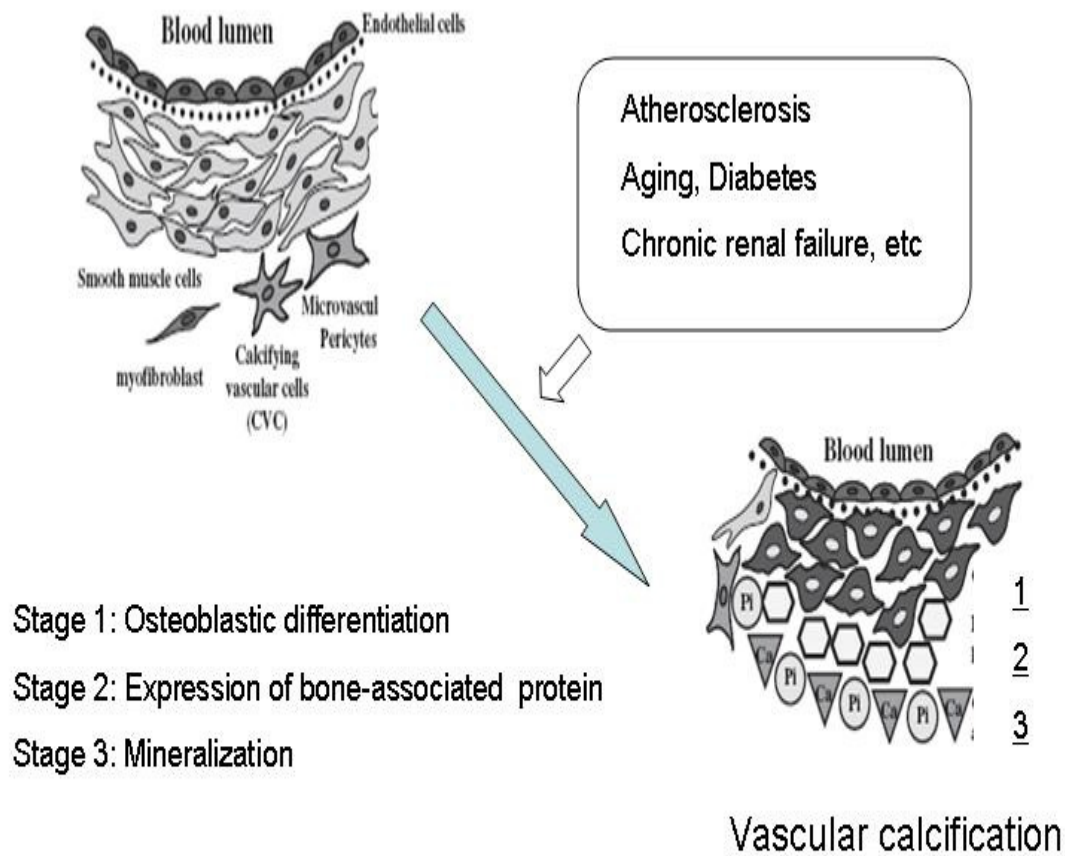 Blood lumen
Endothelial cells
Atherosclerosis
Aging, Diabetes
Chronic renal failure, etc
Smooth muscle cells
Microvascul
Pericytes
myofibroblast
Calcifying
vascular cells
(CVC)
Blood lumen
Pi
Ca
Pi
Ca
Pi
Ca
Pi
Ca
1
2
3
Stage 1: Osteoblastic differentiation
Stage 2: Expression of bone-associated protein
Stage 3: Mineralization
Vascular calcification